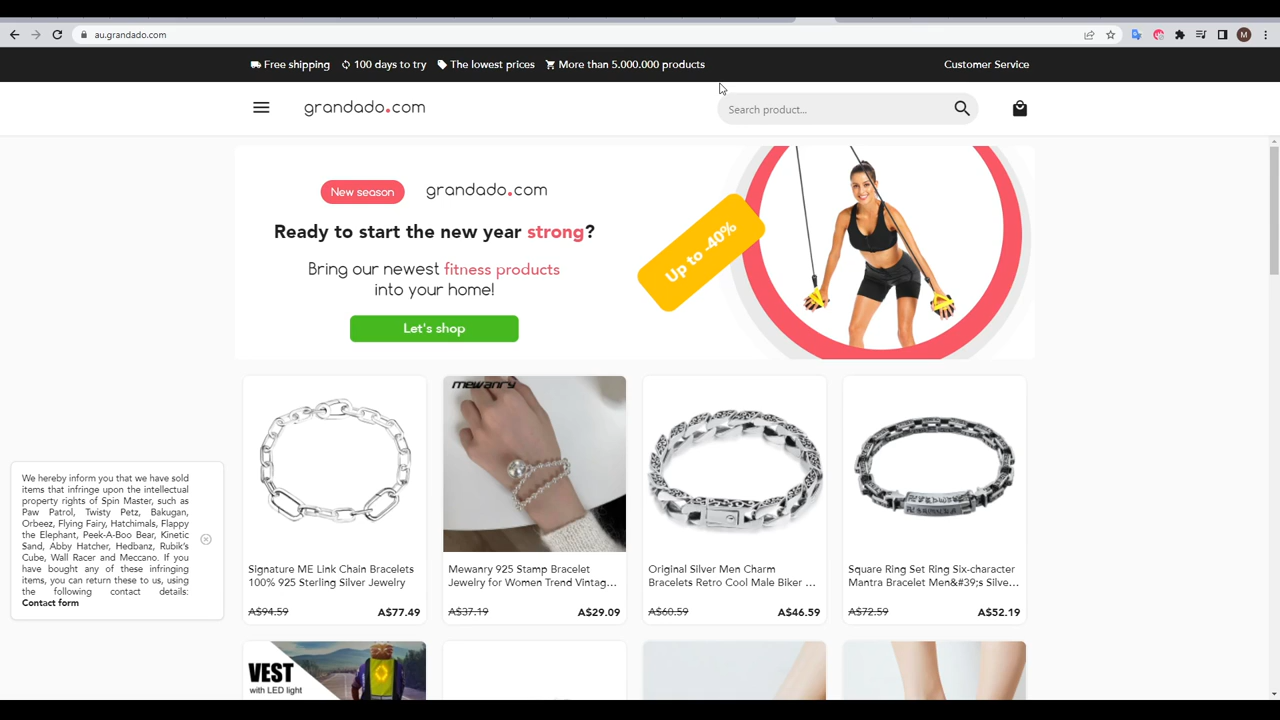 au.grandado.com
M
Free shipping 100 days to try The lowest prices More than 5.000.000 products Customer Service
grandado.com
Search product...
New season grandado.com
Ready to start the new year strong?
Bring our newest fitness products
into your home!
Let's shop
Up to -40%
mewanry
Signature ME Link Chain Bracelets
100% 925 Sterling Silver Jewelry
A$94.59 A$77.49
Mewanry 925 Stamp Bracelet
Jewelry for Women Trend Vintag...
A$37.19 A$29.09
Original Silver Men Charm
Bracelets Retro Cool Male Biker ...
A$60.59 A$46.59
Square Ring Set Ring Six-character
Mantra Bracelet Men&#39;s Silve...
A$72.59 A$52.19
We hereby inform you that we have sold
items that infringe upon the intellectual
property rights of Spin Master, such as
Paw Patrol, Twisty Petz, Bakugan,
Orbeez, Flying Fairy, Hatchimals, Flappy
the Elephant, Peek-A-Boo Bear, Kinetic
Sand, Abby Hatcher, Hedbanz, Rubik's
Cube, Wall Racer and Meccano. If you
have bought any of these infringing
items, you can return these to us, using
the following contact details:
Contact form
VEST
with LED light